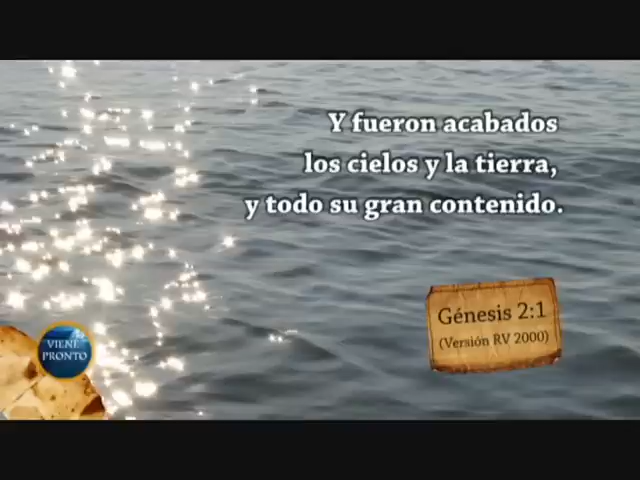 Y fueron acabados
los cielos y la tierra,
y todo su gran contenido.
Génesis 2:1
(Versión RV 2000)
VIENE
PRONTO